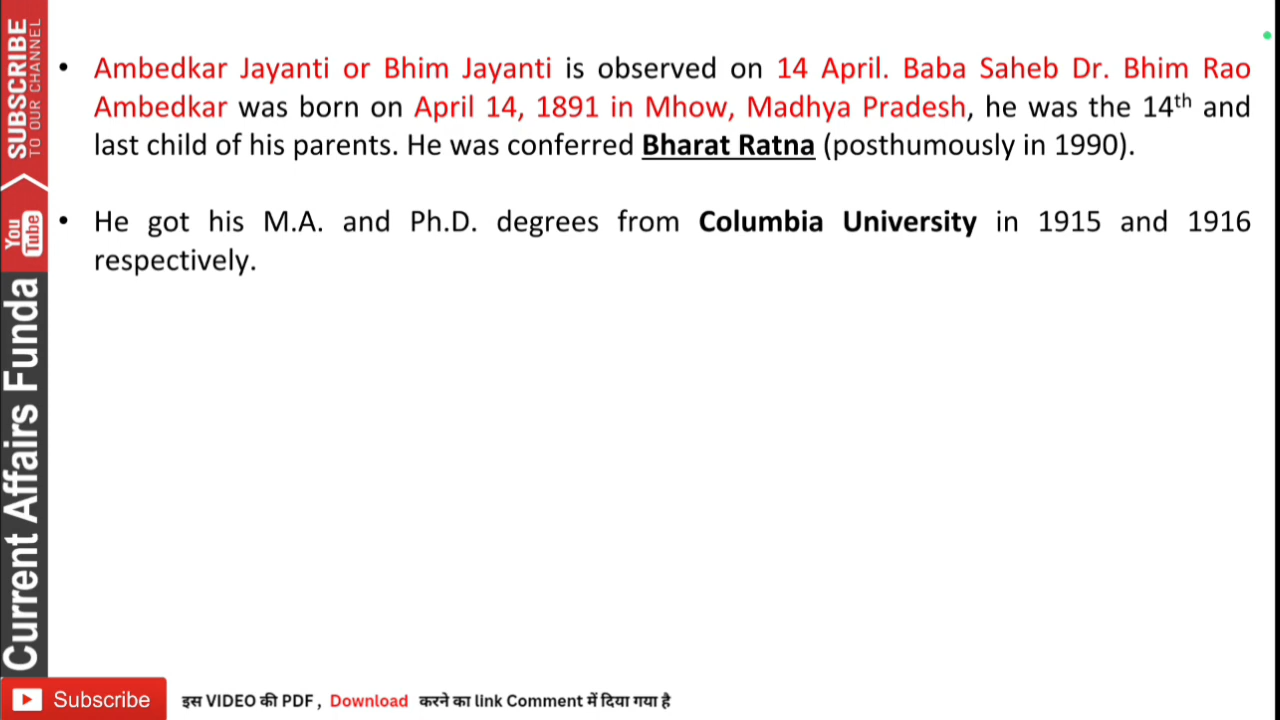 • Ambedkar Jayanti or Bhim Jayanti is observed on 14 April. Baba Saheb Dr. Bhim Rao
Ambedkar was born on April 14, 1891 in Mhow, Madhya Pradesh, he was the 14th and
last child of his parents. He was conferred Bharat Ratna (posthumously in 1990).
• He got his M.A. and Ph.D. degrees from Columbia University in 1915 and 1916
respectively.
SUBSCRIBE
TO OUR CHANNEL
You
Tube
Current Affairs Funda
Subscribe
इस VIDEO की PDF , Download करने का link Comment में दिया गया है